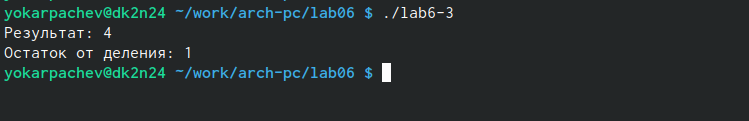 yokarpachev@dk2n24 ~/work/arch-pc/lab06 $ ./lab6-3
Результат: 4
Остаток от деления: 1
yokarpachev@dk2n24 ~/work/arch-pc/lab06 $